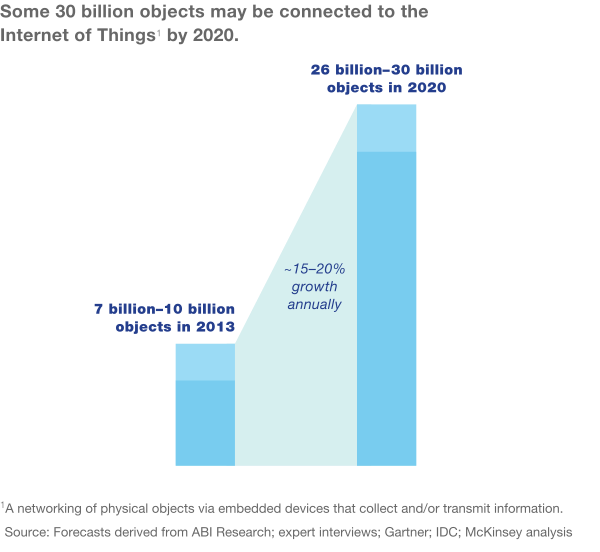 Some 30 billion objects may be connected to the
Internet of Things¹ by 2020.
26 billion–30 billion
objects in 2020
~15–20%
growth
annually
7 billion–10 billion
objects in 2013
¹A networking of physical objects via embedded devices that collect and/or transmit information.
Source: Forecasts derived from ABI Research; expert interviews; Gartner; IDC; McKinsey analysis